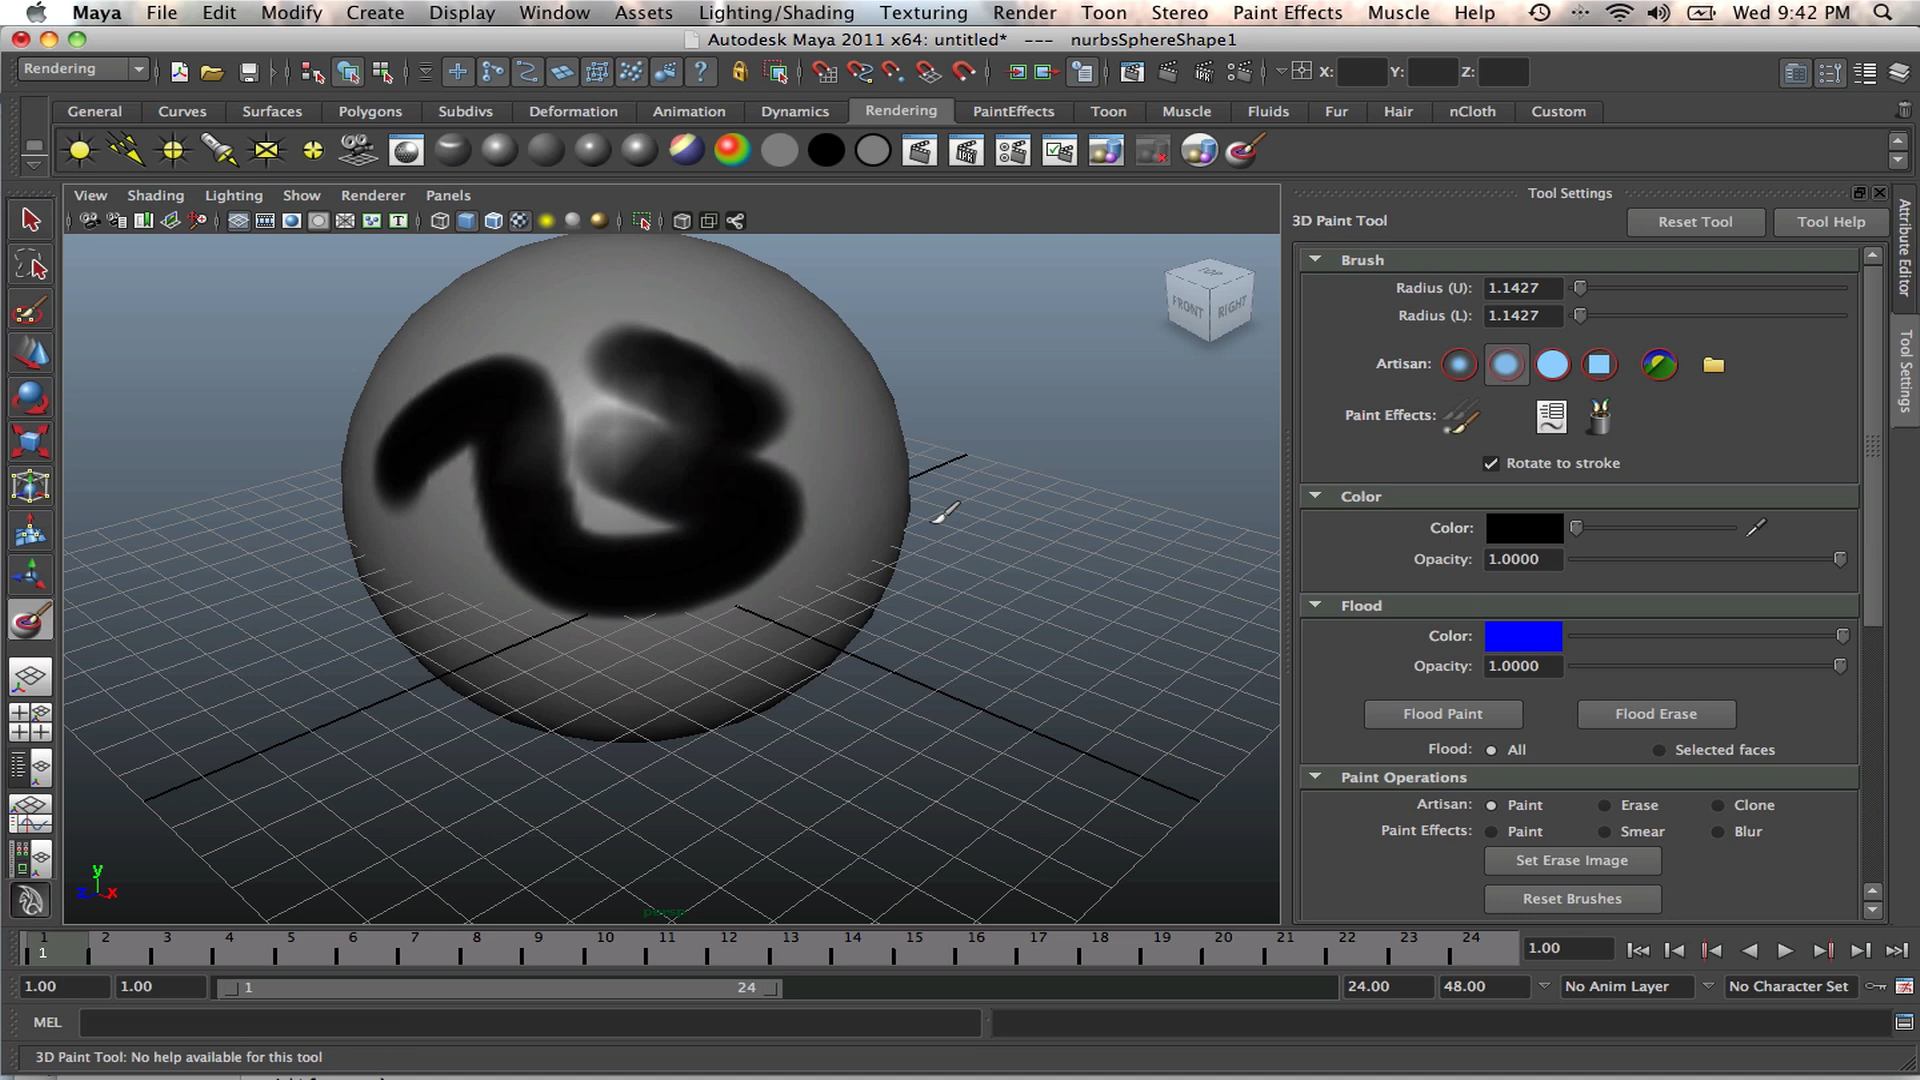 Maya File Edit Modify Create Display Window Assets Lighting/Shading Texturing Render Toon Stereo Paint Effects Muscle Help Wed 9:42 PM
Autodesk Maya 2011 x64: untitled* --- nurbsSphereShape1
Rendering X: Y: Z:
General Curves Surfaces Polygons Subdivs Deformation Animation Dynamics Rendering PaintEffects Toon Muscle Fluids Fur Hair nCloth Custom
View Shading Lighting Show Renderer Panels
TOP
FRONT RIGHT
y
z x
persp
Tool Settings
3D Paint Tool Reset Tool Tool Help
Brush
Radius (U): 1.1427
Radius (L): 1.1427
Artisan:
Paint Effects:
Rotate to stroke
Color
Color:
Opacity: 1.0000
Flood
Color:
Opacity: 1.0000
Flood Paint Flood Erase
Flood: All Selected faces
Paint Operations
Artisan: Paint Erase Clone
Paint Effects: Paint Smear Blur
Set Erase Image
Reset Brushes
Attribute Editor
Tool Settings
1 2 3 4 5 6 7 8 9 10 11 12 13 14 15 16 17 18 19 20 21 22 23 24
1 1.00
1.00 1.00 1 24 24.00 48.00 No Anim Layer No Character Set
MEL
3D Paint Tool: No help available for this tool